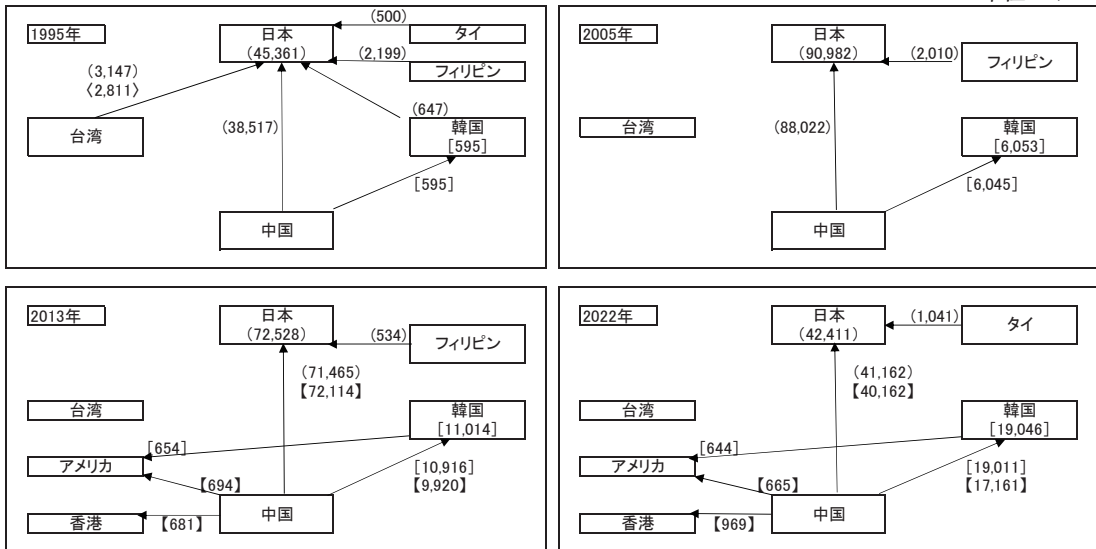 1995年
日本
(45,361)
(500)
タイ
(2,199)
フィリピン
(3,147)
〈2,811〉
台湾
(38,517)
(647)
韓国
[595]
[595]
中国
2005年
日本
(90,982)
(2,010)
フィリピン
台湾
(88,022)
韓国
[6,053]
[6,045]
中国
2013年
日本
(72,528)
(534)
フィリピン
(71,465)
【72,114】
台湾
韓国
[11,014]
[654]
アメリカ
[10,916]
【9,920】
【694】
中国
香港
【681】
2022年
日本
(42,411)
(1,041)
タイ
(41,162)
【40,162】
台湾
韓国
[19,046]
[644]
アメリカ
[19,011]
【17,161】
【665】
中国
香港
【969】